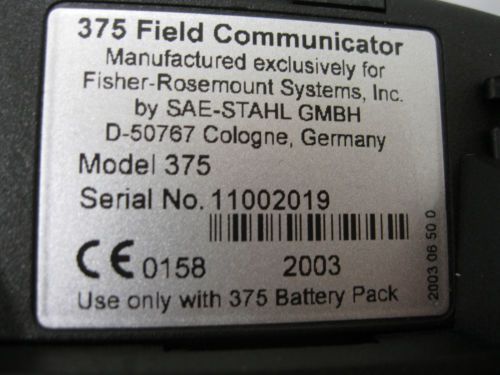 375 Field Communicator
Manufactured exclusively for
Fisher-Rosemount Systems, Inc.
by SAE-STAHL GMBH
D-50767 Cologne, Germany
Model 375
Serial No. 11002019
CE 0158 2003
Use only with 375 Battery Pack
2003 06 50 0